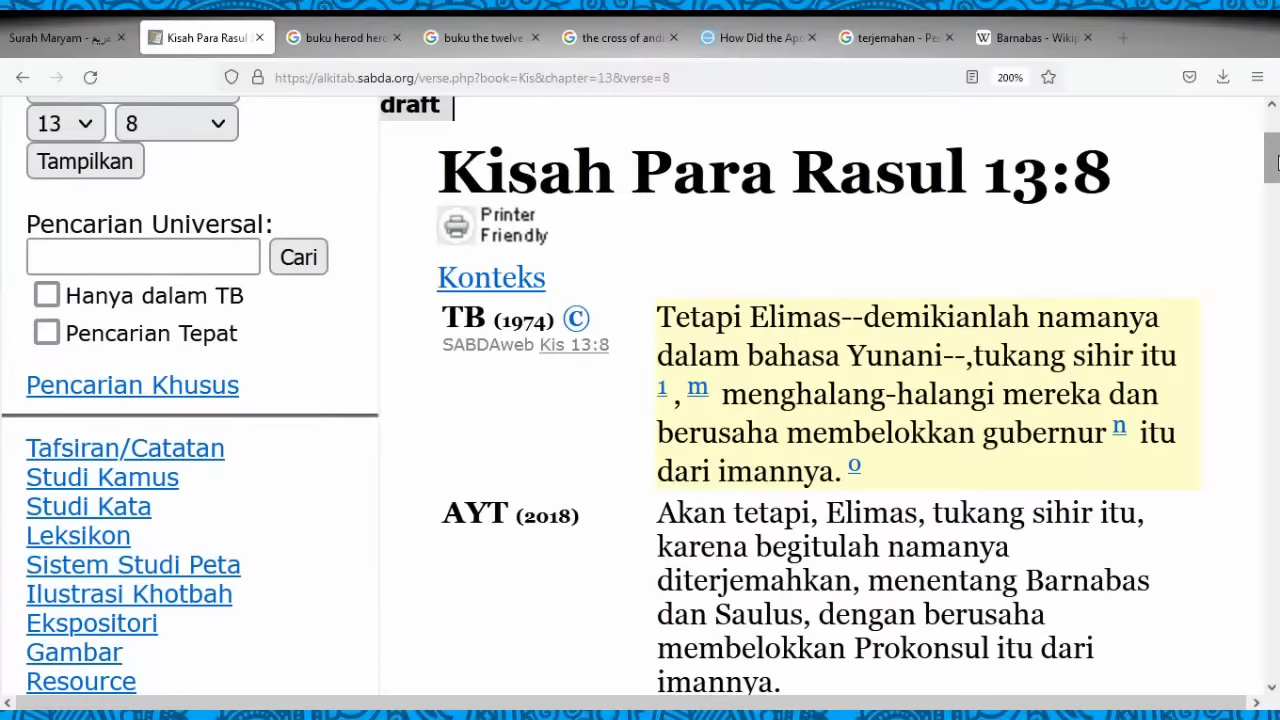 Surah Maryam - مريم
Kisah Para Rasul
buku herod hero
buku the twelve
the cross of and
How Did the Apo
terjemahan - Pe
Barnabas - Wikip
https://alkitab.sabda.org/verse.php?book=Kis&chapter=13&verse=8
200%
13
8
Tampilkan
Pencarian Universal:
Cari
Hanya dalam TB
Pencarian Tepat
Pencarian Khusus
Tafsiran/Catatan
Studi Kamus
Studi Kata
Leksikon
Sistem Studi Peta
Ilustrasi Khotbah
Ekspositori
Gambar
Resource
draft
Kisah Para Rasul 13:8
Printer
Friendly
Konteks
TB (1974) ©
SABDAweb Kis 13:8
Tetapi Elimas--demikianlah namanya
dalam bahasa Yunani--,tukang sihir itu
1 , m menghalang-halangi mereka dan
berusaha membelokkan gubernur n itu
dari imannya. o
AYT (2018)
Akan tetapi, Elimas, tukang sihir itu,
karena begitulah namanya
diterjemahkan, menentang Barnabas
dan Saulus, dengan berusaha
membelokkan Prokonsul itu dari
imannya.